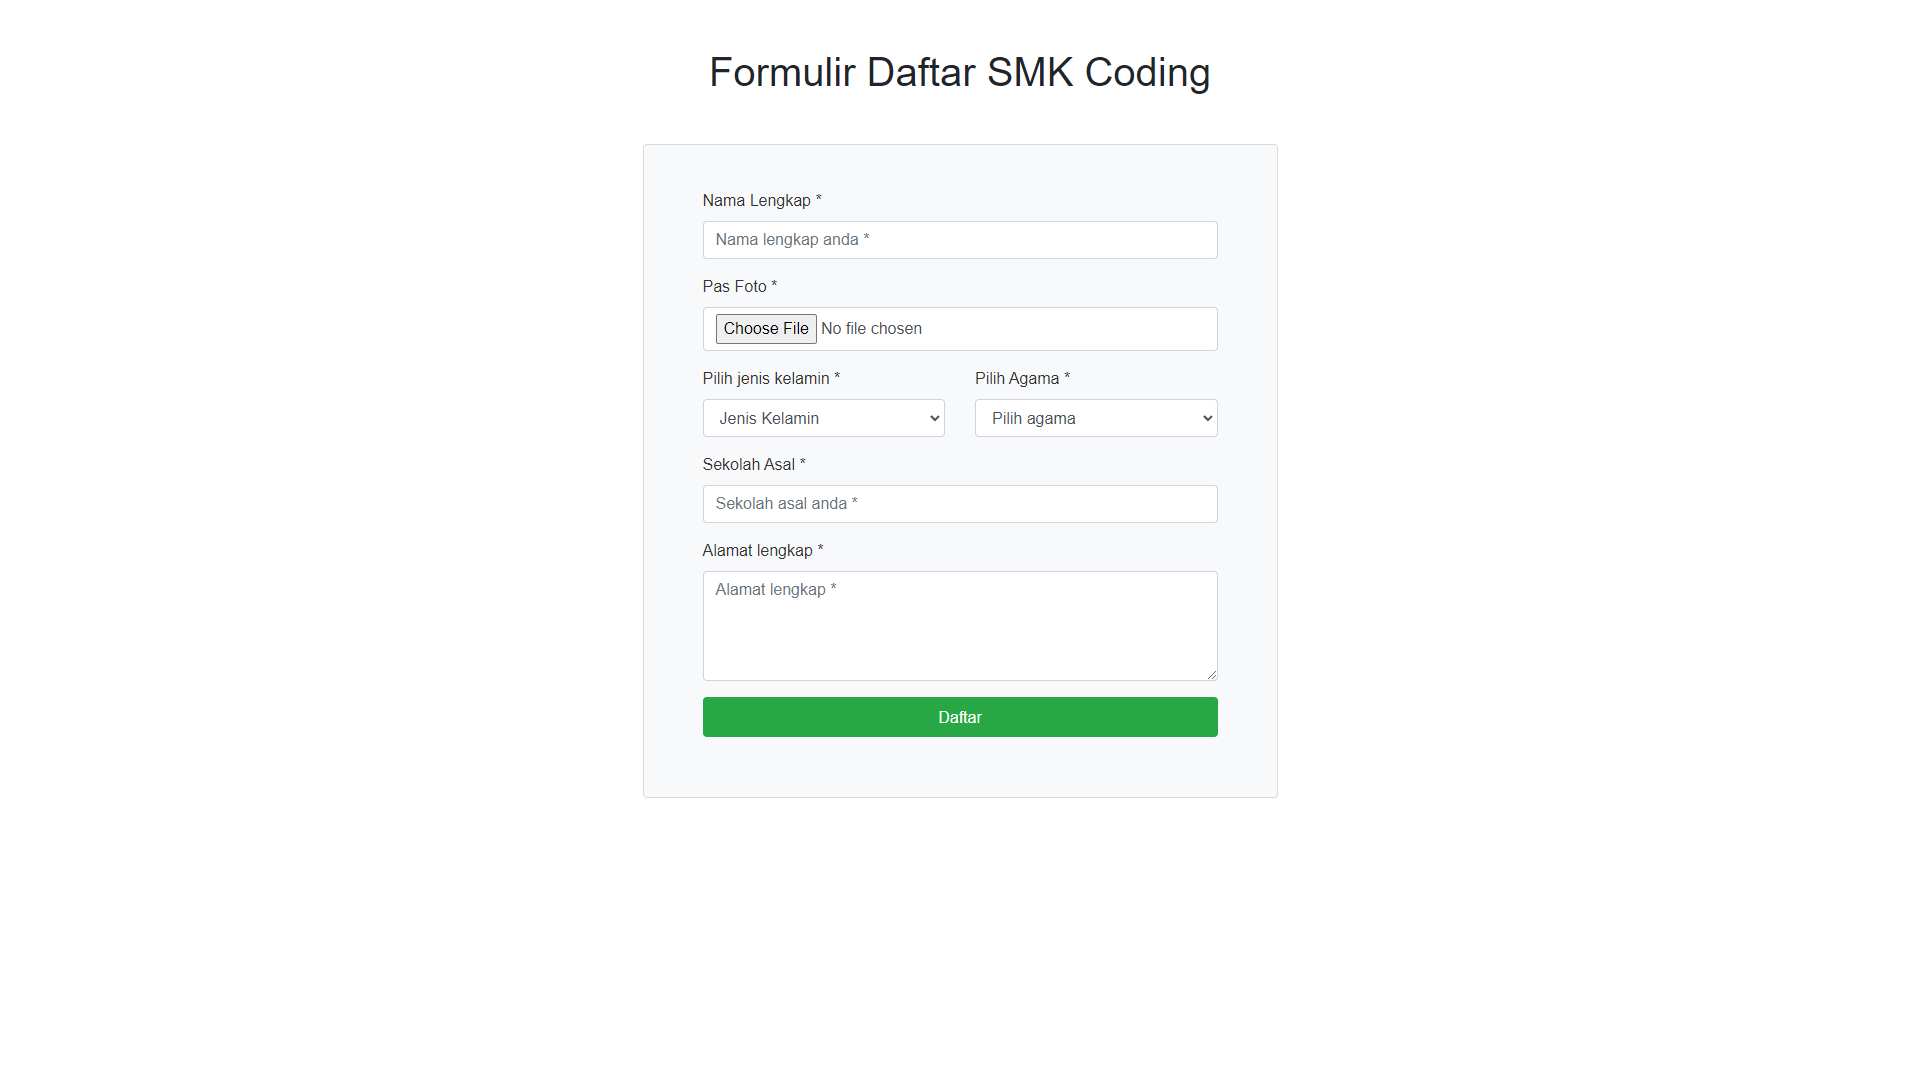 Formulir Daftar SMK Coding
Nama Lengkap *
Nama lengkap anda *
Pas Foto *
Choose File No file chosen
Pilih jenis kelamin * Pilih Agama *
Jenis Kelamin Pilih agama
Sekolah Asal *
Sekolah asal anda *
Alamat lengkap *
Alamat lengkap *
Daftar